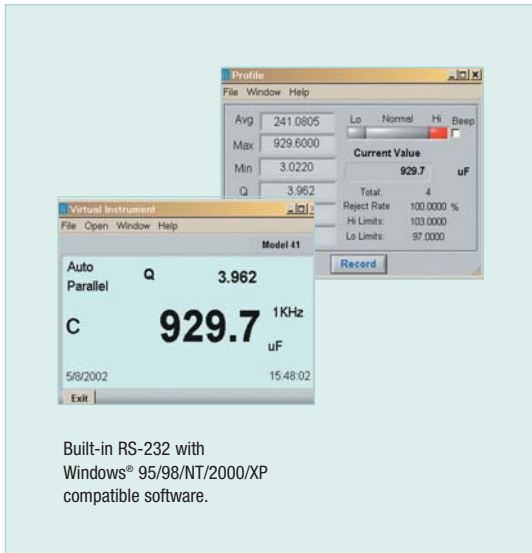 Profile
File Window Help
Avg 241.0805 Lo Normal Hi Beep
Max 929.6000 Current Value
Min 3.0220 929.7 uF
Q 3.962 Total: 4
Reject Rate 100.0000 %
Hi Limits: 103.0000
Lo Limits: 97.0000
Record
Virtual Instrument
File Open Window Help
Model 41
Auto
Parallel
Q 3.962
C 929.7 1KHz
uF
5/8/2002 15:48:02
Exit
Built-in RS-232 with
Windows® 95/98/NT/2000/XP
compatible software.